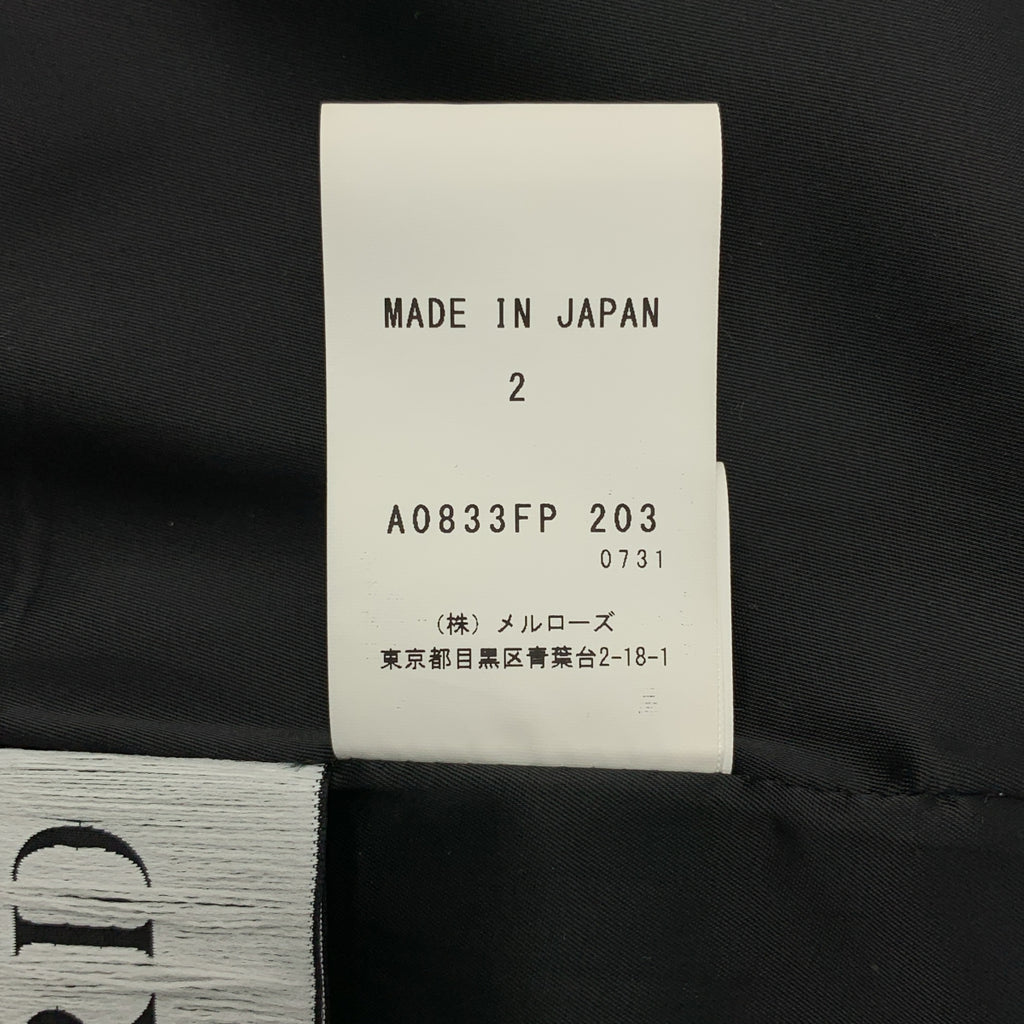 MADE IN JAPAN
2
A0833FP 203
0731
(株) メルローズ
東京都目黒区青葉台2-18-1